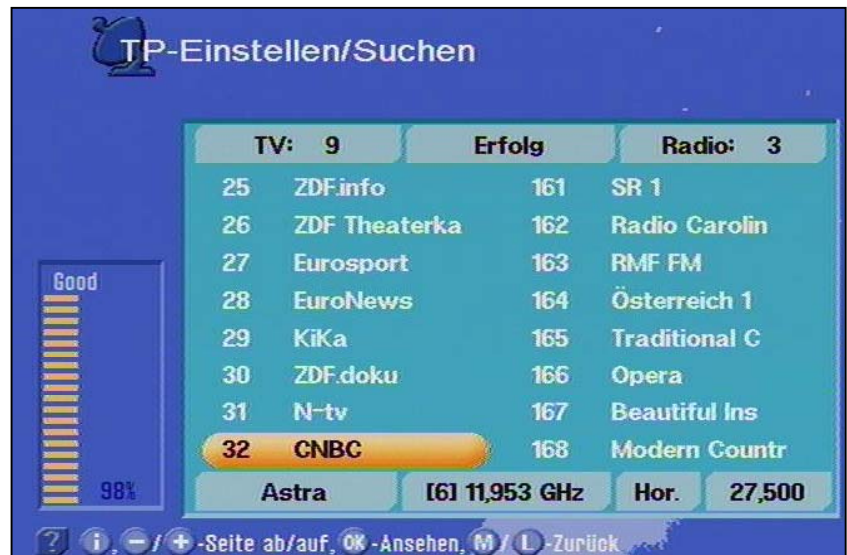 TP-Einstellen/Suchen
TV: 9 Erfolg Radio: 3
25 ZDF.info 161 SR 1
26 ZDF Theaterka 162 Radio Carolin
27 Eurosport 163 RMF FM
28 EuroNews 164 Österreich 1
29 KiKa 165 Traditional C
30 ZDF.doku 166 Opera
31 N-tv 167 Beautiful Ins
32 CNBC 168 Modern Countr
Good
98%
Astra [6] 11,953 GHz Hor. 27,500
? i, -/+ -Seite ab/auf, OK -Ansehen, M / L -Zurück